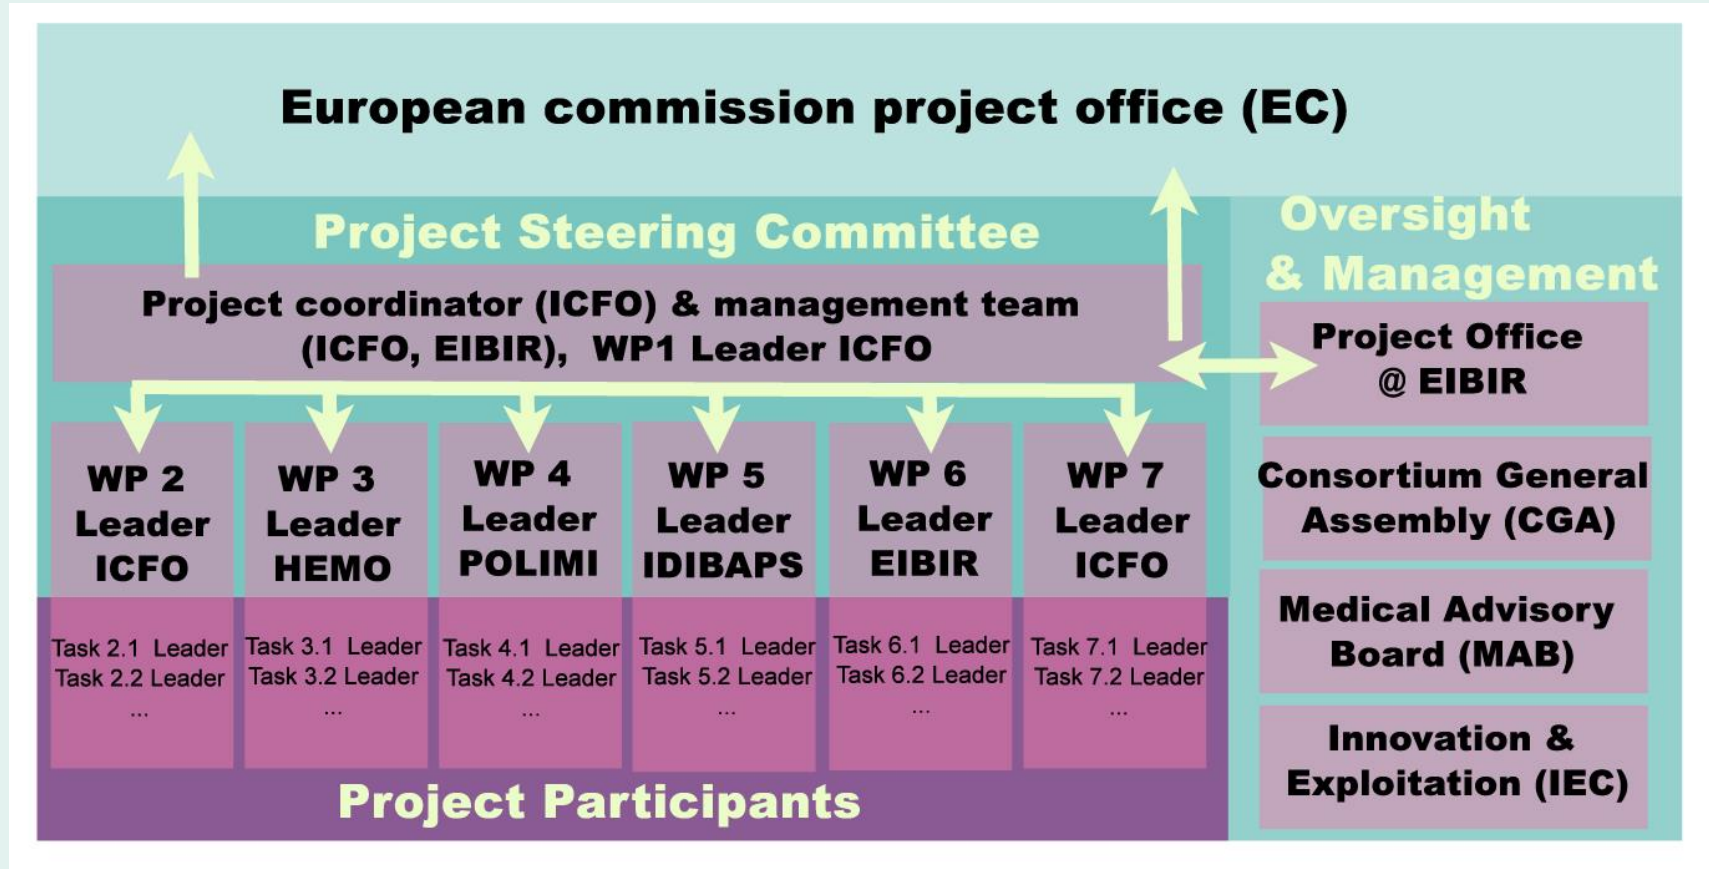 European commission project office (EC)
Project Steering Committee
Project coordinator (ICFO) & management team
(ICFO, EIBIR), WP1 Leader ICFO
WP 2
Leader
ICFO
WP 3
Leader
HEMO
WP 4
Leader
POLIMI
WP 5
Leader
IDIBAPS
WP 6
Leader
EIBIR
WP 7
Leader
ICFO
Task 2.1 Leader
Task 2.2 Leader
...
Task 3.1 Leader
Task 3.2 Leader
...
Task 4.1 Leader
Task 4.2 Leader
...
Task 5.1 Leader
Task 5.2 Leader
...
Task 6.1 Leader
Task 6.2 Leader
...
Task 7.1 Leader
Task 7.2 Leader
...
Project Participants
Oversight
& Management
Project Office
@ EIBIR
Consortium General
Assembly (CGA)
Medical Advisory
Board (MAB)
Innovation &
Exploitation (IEC)